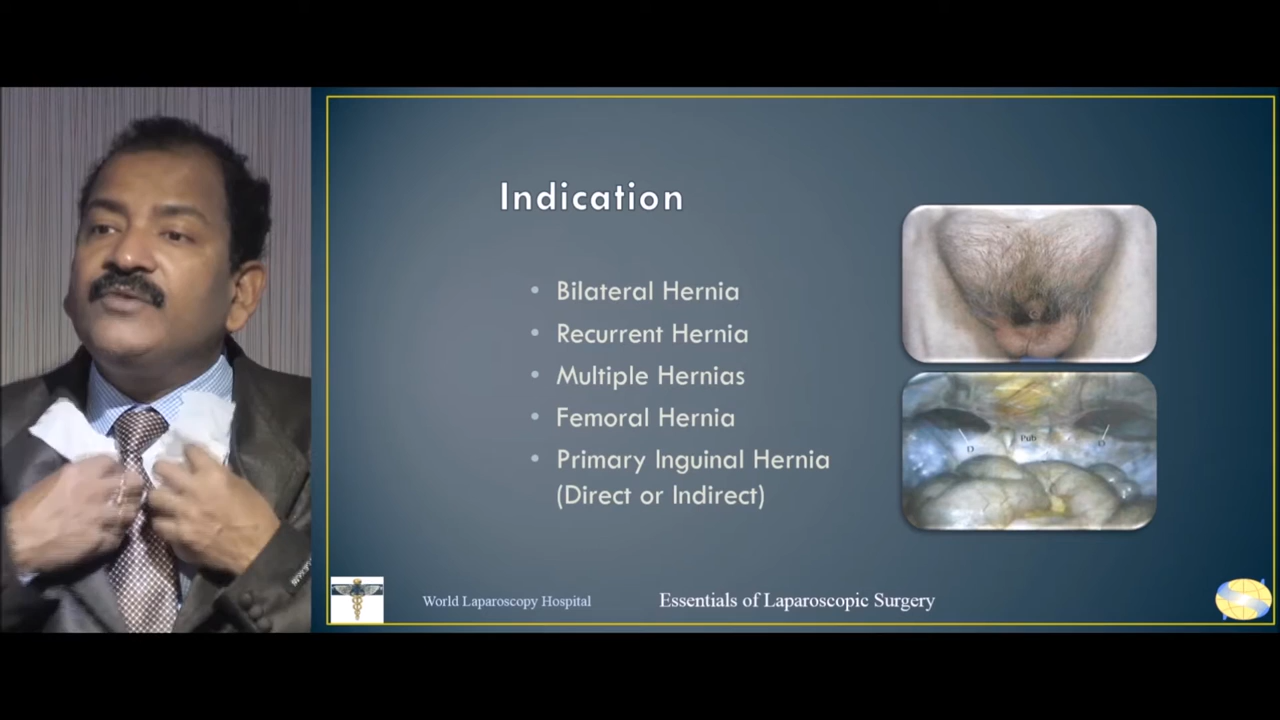 Indication
• Bilateral Hernia
• Recurrent Hernia
• Multiple Hernias
• Femoral Hernia
• Primary Inguinal Hernia
(Direct or Indirect)
D
Pub
D
World Laparoscopy Hospital
Essentials of Laparoscopic Surgery